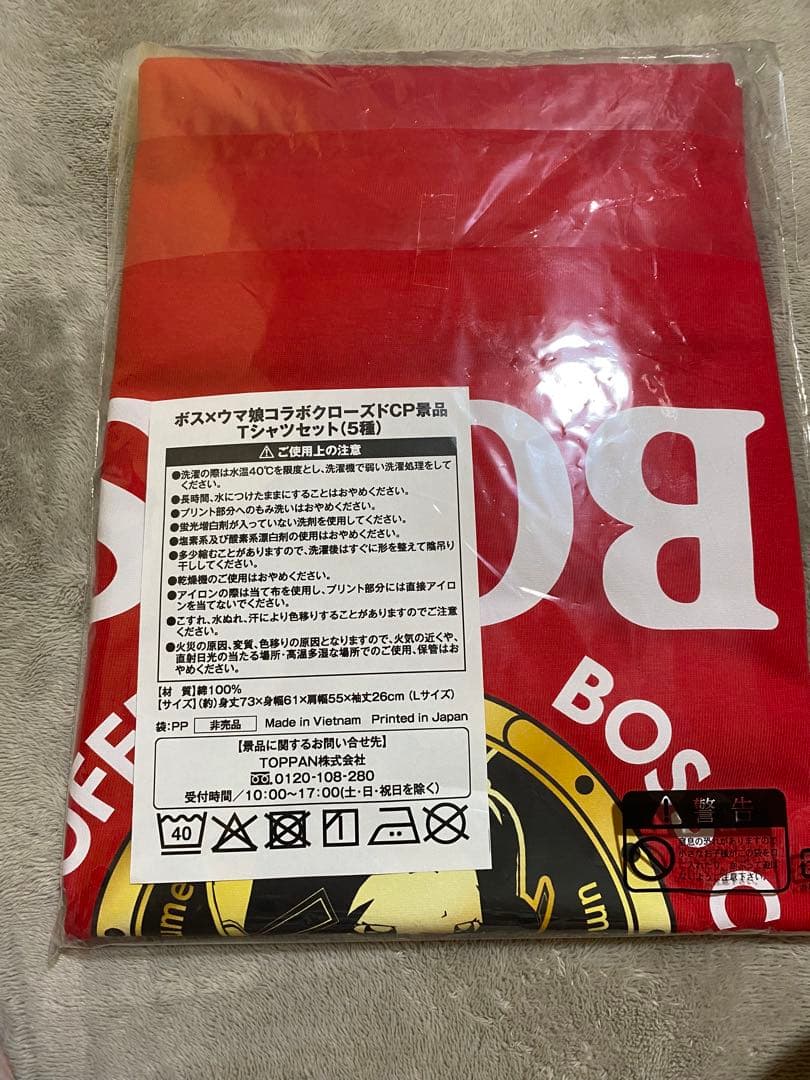 ボス×ウマ娘コラボクローズドCP景品
Tシャツセット(5種)
ご使用上の注意
●洗濯の際は水温40℃を限度とし、洗濯機で弱い洗濯処理をして
ください。
●長時間、水につけたままにすることはおやめください。
●プリント部分へのもみ洗いはおやめください。
●蛍光増白剤が入っていない洗剤を使用してください。
●塩素系及び酸素系漂白剤の使用はおやめください。
●多少縮むことがありますので、洗濯後はすぐに形を整えて陰吊り
干ししてください。
●乾燥機のご使用はおやめください。
●アイロンの際は当て布を使用し、プリント部分には直接アイロ
ンを当てないでください。
●こすれ、水ぬれ、汗により色移りすることがありますのでご注意
ください。
●火災の原因、変質、色移りの原因となりますので、火気の近くや、
直射日光の当たる場所・高温多湿な場所でのご使用、保管はお
やめください。
【材 質】綿100%
【サイズ】(約)身丈73×身幅61×肩幅55×袖丈26cm (Lサイズ)
袋:PP 非売品 Made in Vietnam Printed in Japan
【景品に関するお問い合せ先】
TOPPAN株式会社
0120-108-280
受付時間/10:00〜17:00(土・日・祝日を除く)
40
BO
BOS
OFF
ume
um
警告